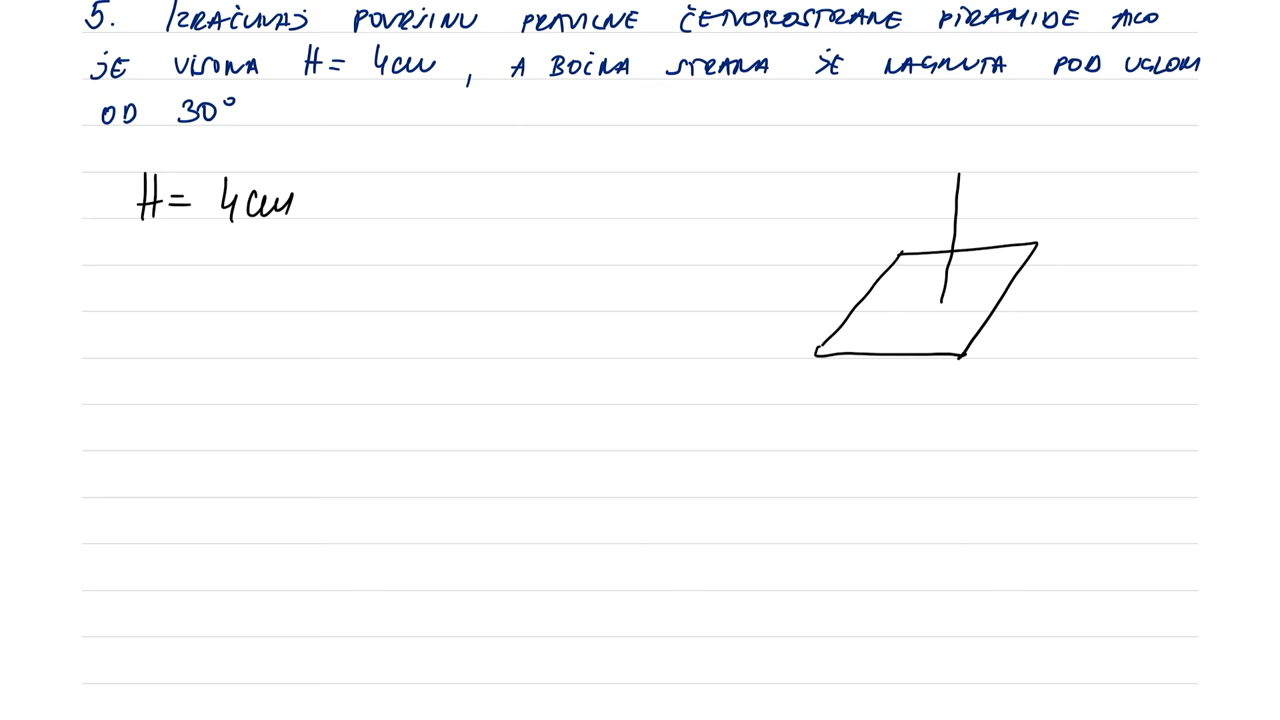 5. IZRAČUNAJ POVRŠINU PRAVILNE ČETVOROSTRANE PIRAMIDE AKO
JE VISINA H = 4cm , A BOČNA STRANA JE NAGNUTA POD UGLOM
OD 30°
H = 4cm